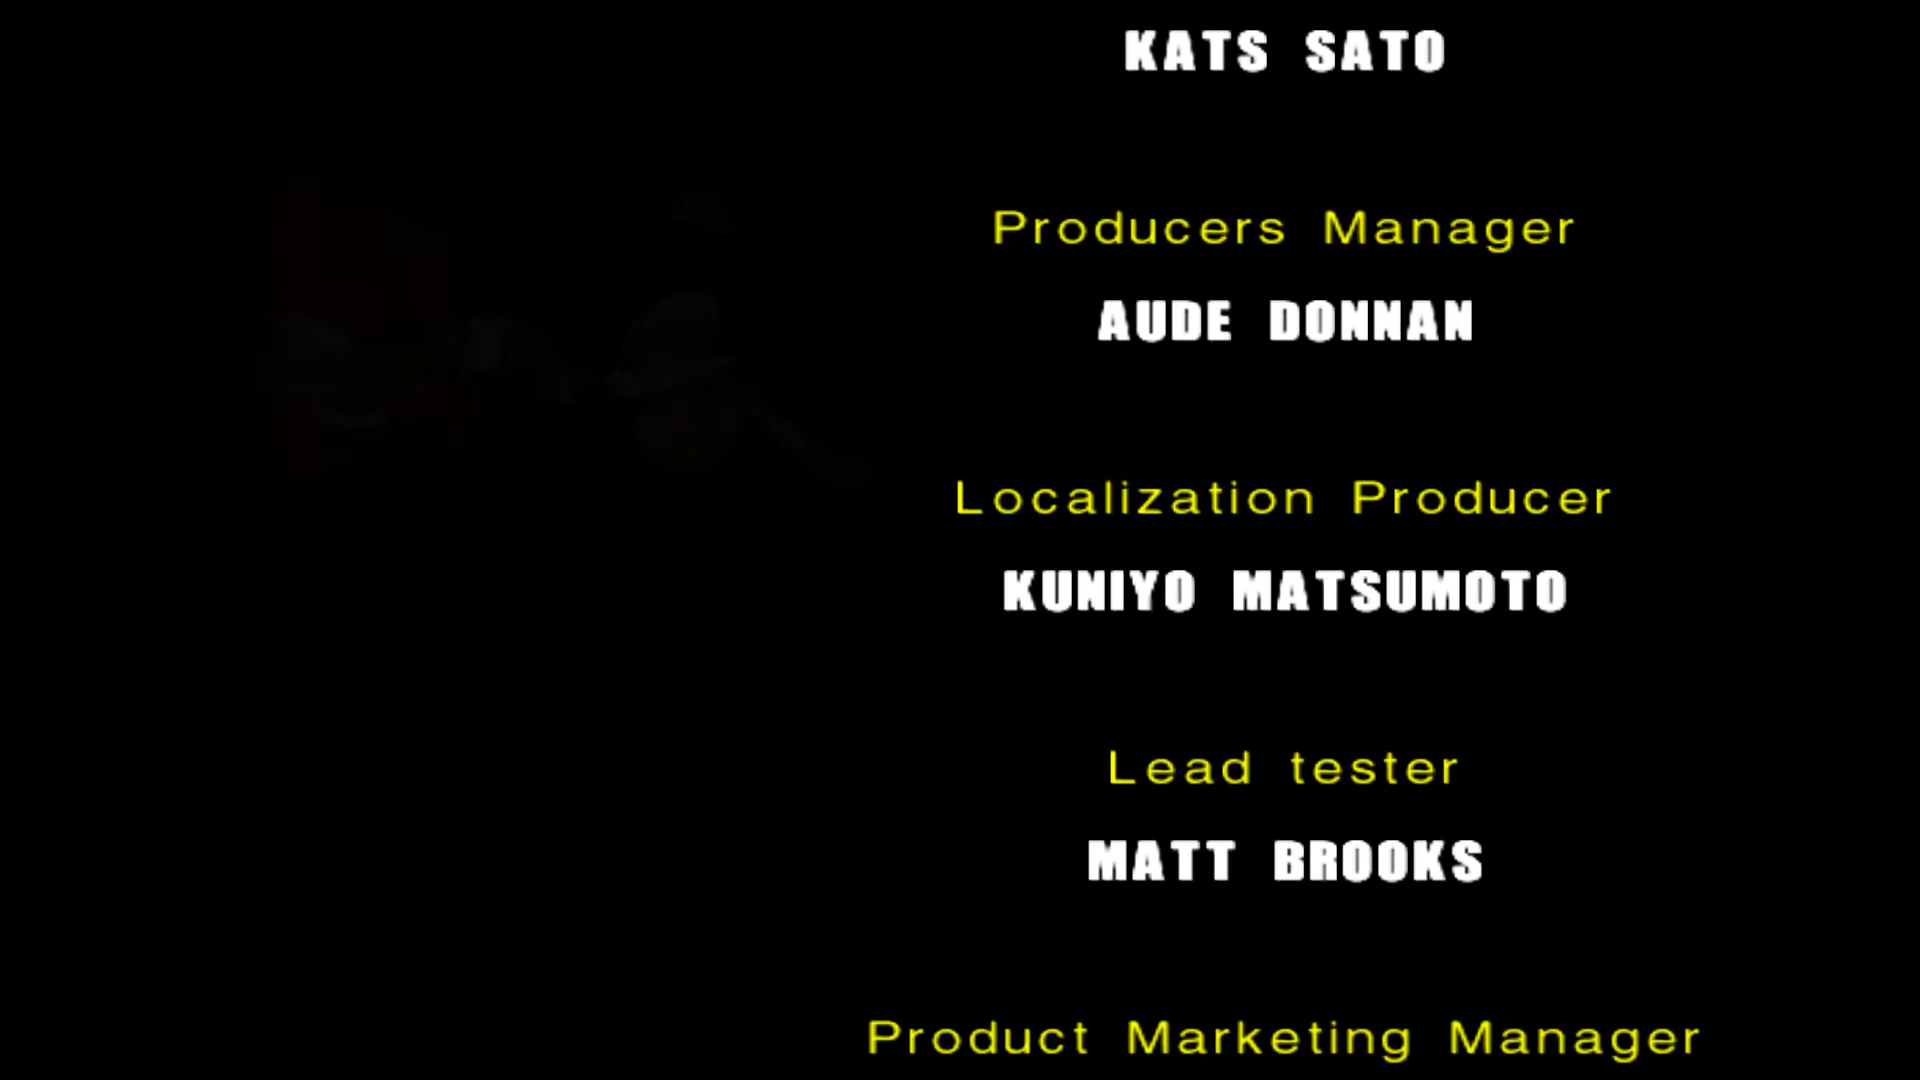 KATS SATO
Producers Manager
AUDE DONNAN
Localization Producer
KUNIYO MATSUMOTO
Lead tester
MATT BROOKS
Product Marketing Manager